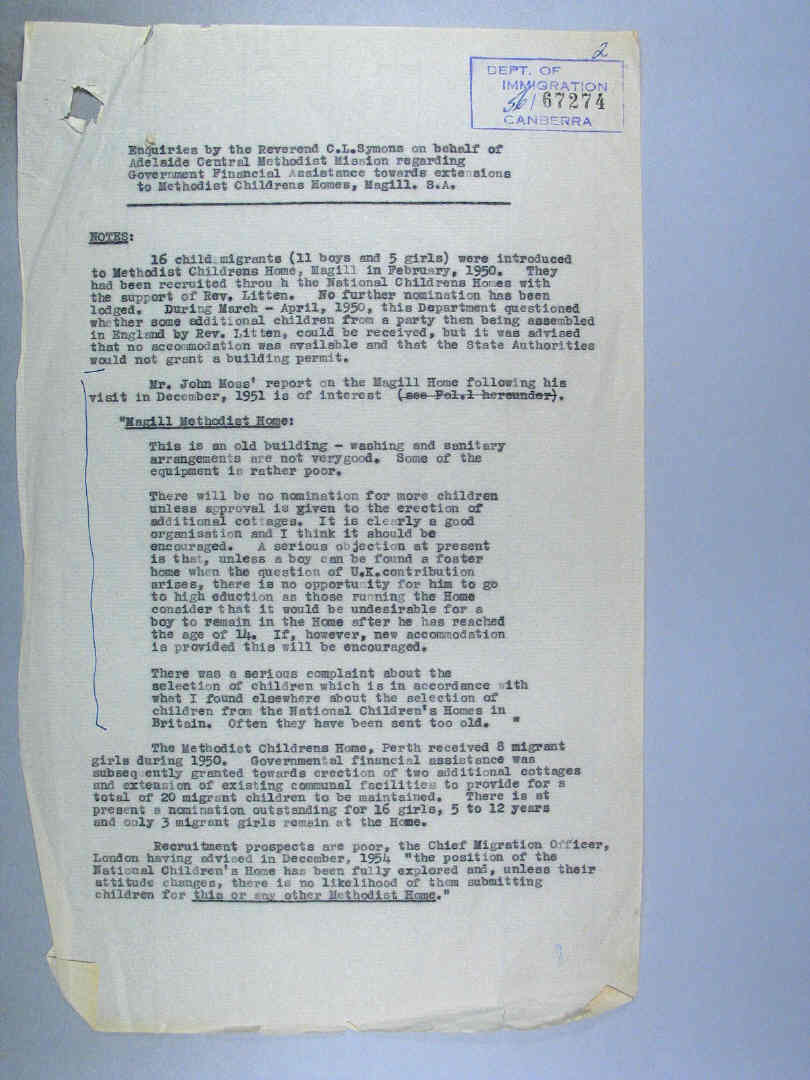 2
DEPT. OF
IMMIGRATION
56/67274
CANBERRA
Enquiries by the Reverend C.L.Symons on behalf of
Adelaide Central Methodist Mission regarding
Government Financial Assistance towards extensions
to Methodist Childrens Homes, Magill. S.A.
NOTES:
16 child migrants (11 boys and 5 girls) were introduced
to Methodist Childrens Home, Magill in February, 1950. They
had been recruited throu h the National Childrens Homes with
the support of Rev. Litten. No further nomination has been
lodged. During March - April, 1950, this Department questioned
whether some additional children from a party then being assembled
in England by Rev. Litten, could be received, but it was advised
that no accommodation was available and that the State Authorities
would not grant a building permit.
Mr. John Moss' report on the Magill Home following his
visit in December, 1951 is of interest (see Fol.1 hereunder).
"Magill Methodist Home:
This is an old building - washing and sanitary
arrangements are not verygood. Some of the
equipment is rather poor.
There will be no nomination for more children
unless approval is given to the erection of
additional cottages. It is clearly a good
organisation and I think it should be
encouraged. A serious objection at present
is that, unless a boy can be found a foster
home when the question of U.K.contribution
arises, there is no opportunity for him to go
to high eduction as those running the Home
consider that it would be undesirable for a
boy to remain in the Home after he has reached
the age of 14. If, however, new accommodation
is provided this will be encouraged.
There was a serious complaint about the
selection of children which is in accordance with
what I found elsewhere about the selection of
children from the National Children's Homes in
Britain. Often they have been sent too old. "
The Methodist Childrens Home, Perth received 8 migrant
girls during 1950. Governmental financial assistance was
subsequently granted towards erection of two additional cottages
and extension of existing communal facilities to provide for a
total of 20 migrant children to be maintained. There is at
present a nomination outstanding for 16 girls, 5 to 12 years
and only 3 migrant girls remain at the Home.
Recruitment prospects are poor, the Chief Migration Officer,
London having advised in December, 1954 "the position of the
National Children's Home has been fully explored and, unless their
attitude changes, there is no likelihood of them submitting
children for this or any other Methodist Home."